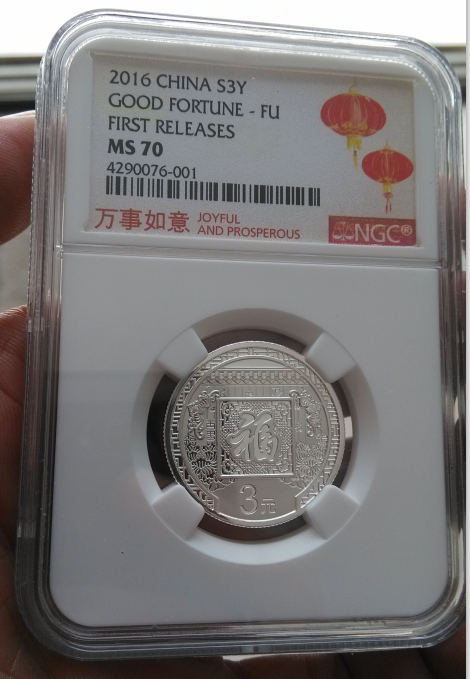 2016 CHINA S3Y
GOOD FORTUNE - FU
FIRST RELEASES
MS 70
4290076-001
万事如意 JOYFUL
AND PROSPEROUS
NGC®
福
3元